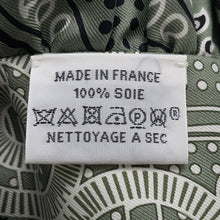 MADE IN FRANCE
100% SOIE
®
NETTOYAGE A SEC